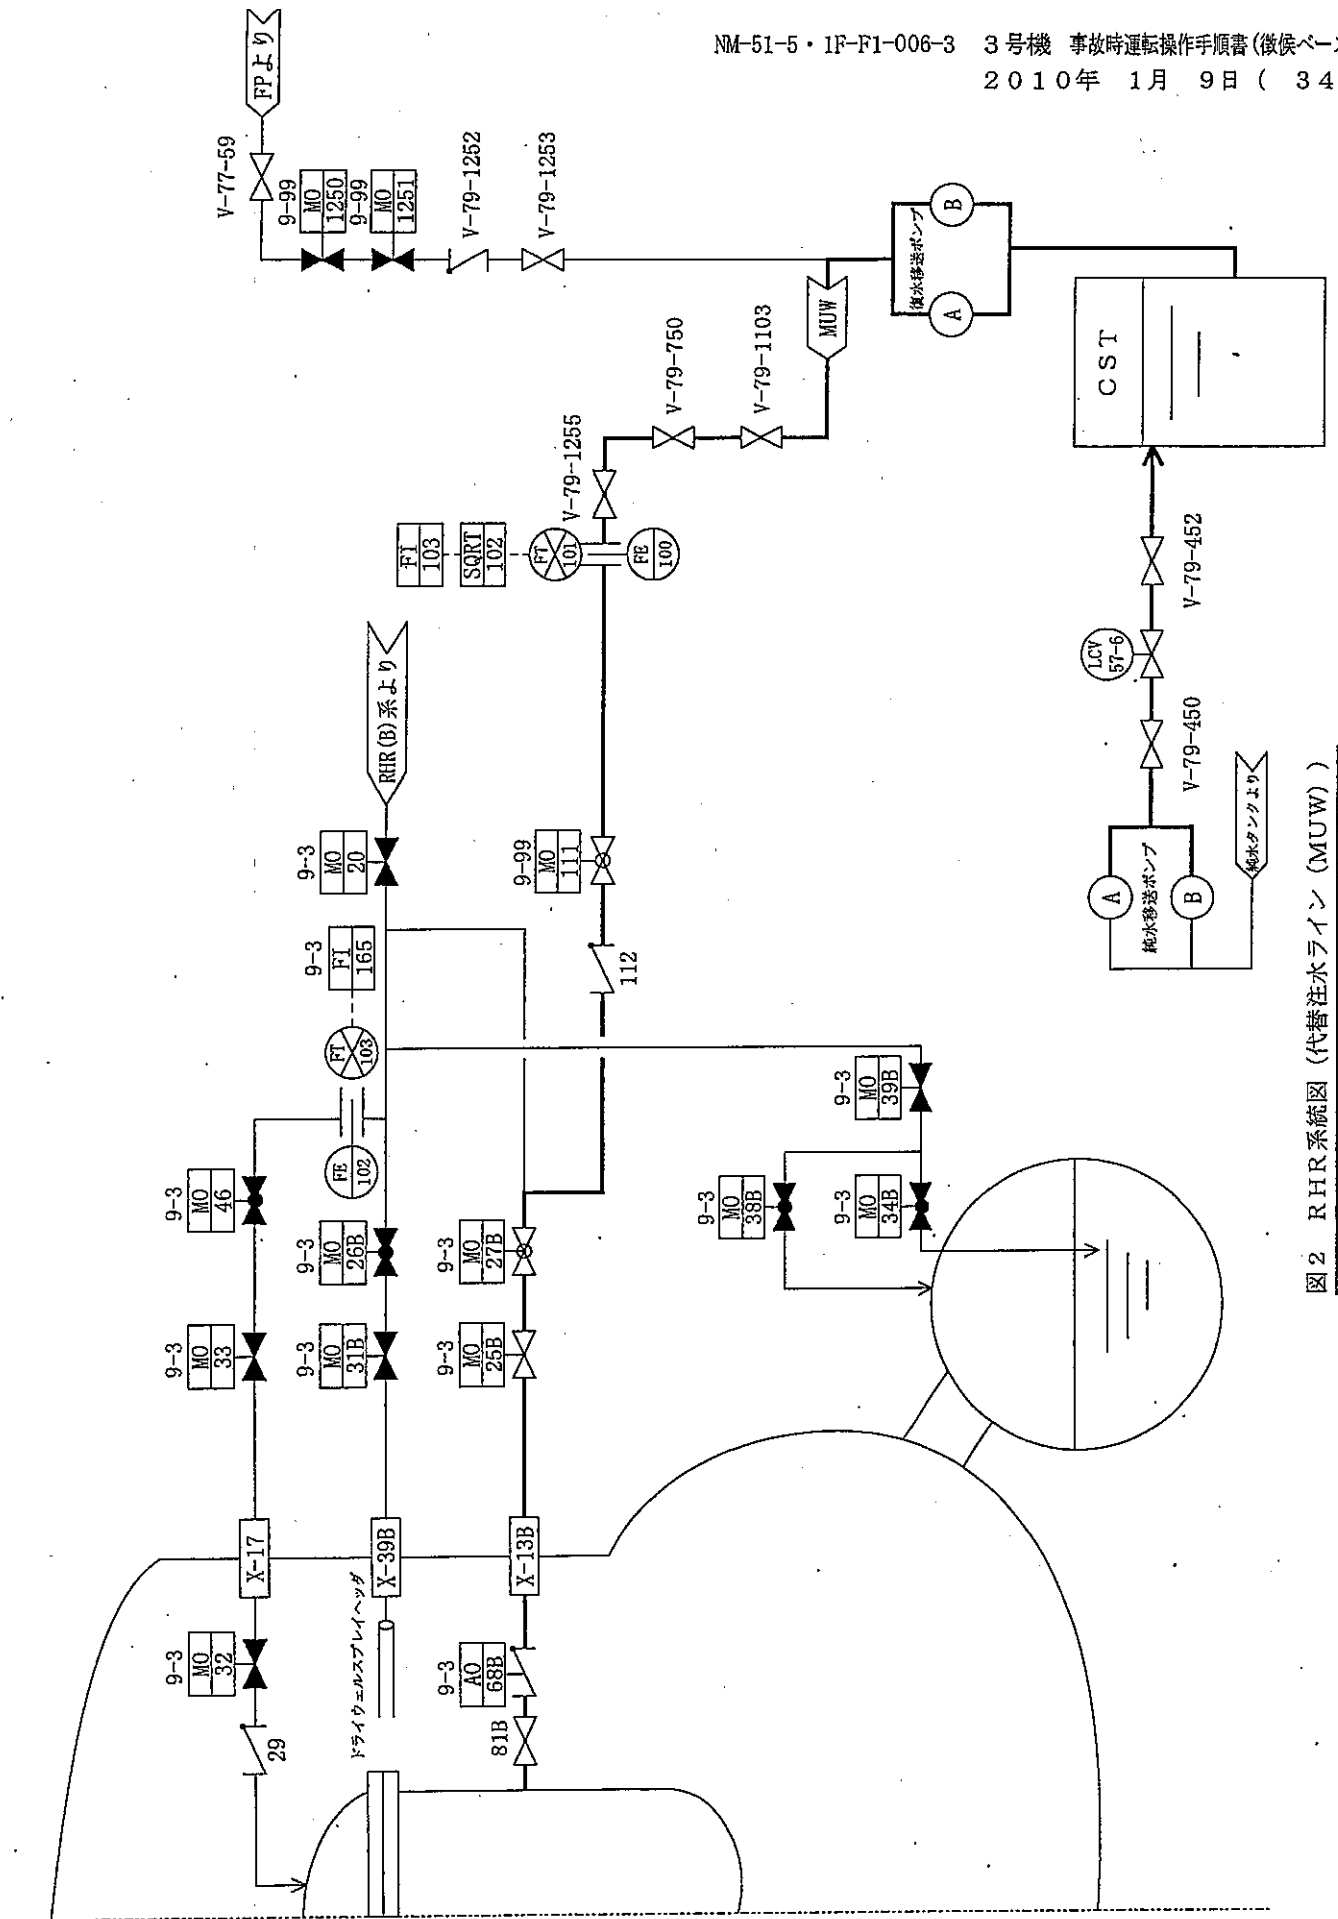 NM-51-5・1F-F1-006-3 3号機 事故時運転操作手順書(徴候ベー
2010年 1月 9日( 34
FPより
V-77-59
9-99
MO
1250
9-99
MO
1251
V-79-1252
V-79-1253
復水移送ポンプ
B
A
MUW
CST
V-79-750
V-79-1103
V-79-1255
FI
103
SQRT
102
FT
101
FE
100
V-79-452
LCV
57-6
V-79-450
A
純水移送ポンプ
B
純水タンクより
RHR(B)系より
9-3
MO
20
9-3
FI
165
FT
103
FE
102
9-99
MO
111
112
9-3
MO
46
9-3
MO
26B
9-3
MO
27B
9-3
MO
33
9-3
MO
31B
9-3
MO
25B
9-3
MO
39B
9-3
MO
38B
9-3
MO
34B
X-17
X-39B
X-13B
ドライウェルスプレイヘッダ
9-3
MO
32
29
9-3
AO
68B
81B
図2 RHR系統図(代替注水ライン(MUW))